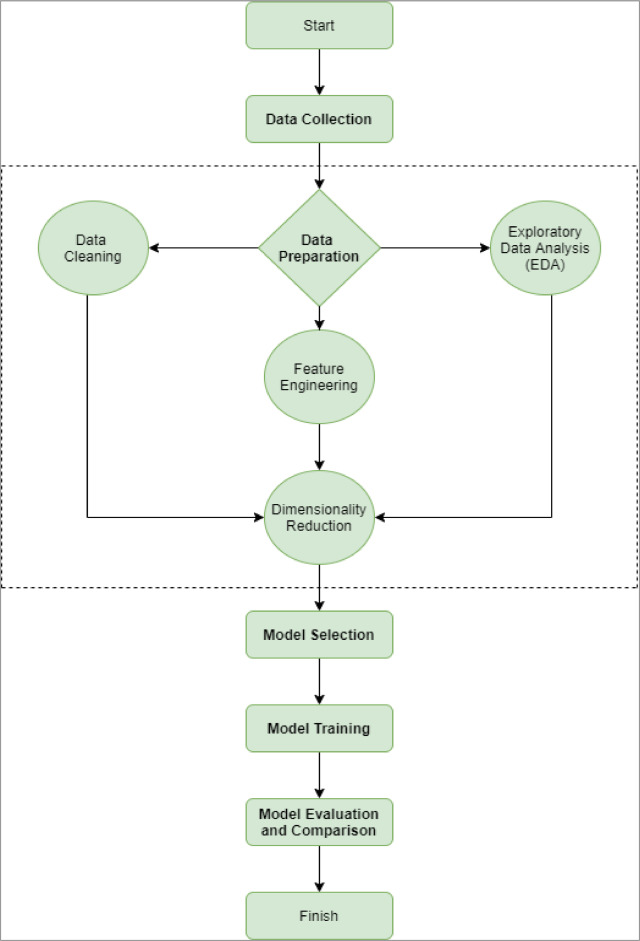 Start
Data Collection
Data
Cleaning
Data
Preparation
Exploratory
Data Analysis
(EDA)
Feature
Engineering
Dimensionality
Reduction
Model Selection
Model Training
Model Evaluation
and Comparison
Finish